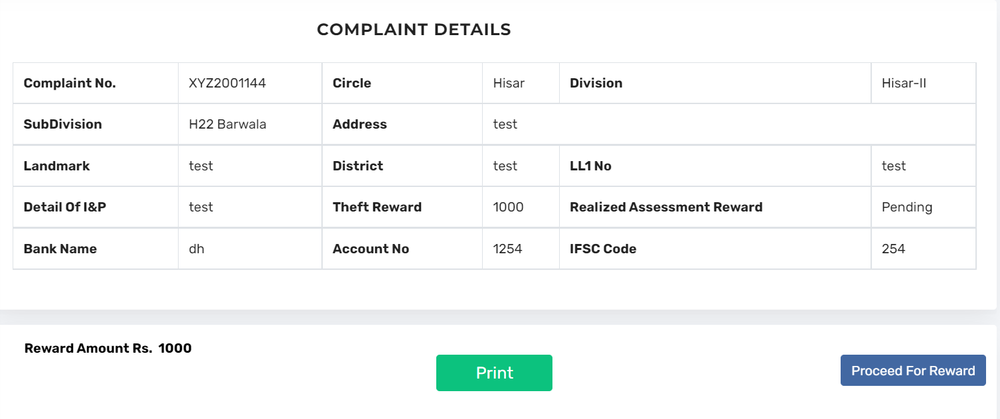 COMPLAINT DETAILS
Complaint No. XYZ2001144 Circle Hisar Division Hisar-II
SubDivision H22 Barwala Address test
Landmark test District test LL1 No test
Detail Of I&P test Theft Reward 1000 Realized Assessment Reward Pending
Bank Name dh Account No 1254 IFSC Code 254
Reward Amount Rs. 1000
Print
Proceed For Reward